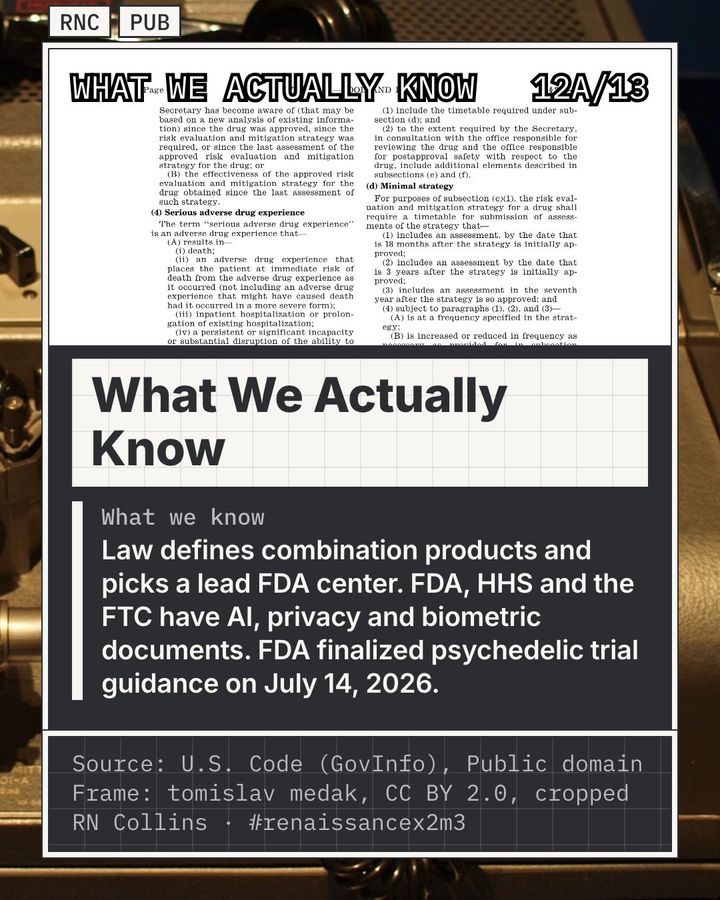 RNC PUB
WHAT WE ACTUALLY KNOW 12A/13
Page
Secretary has become aware of (that may be
based on a new analysis of existing informa-
tion) since the drug was approved, since the
risk evaluation and mitigation strategy was
required, or since the last assessment of the
approved risk evaluation and mitigation
strategy for the drug; or
(B) the effectiveness of the approved risk
evaluation and mitigation strategy for the
drug obtained since the last assessment of
such strategy.
(4) Serious adverse drug experience
The term “serious adverse drug experience”
is an adverse drug experience that—
(A) results in—
(i) death;
(ii) an adverse drug experience that
places the patient at immediate risk of
death from the adverse drug experience as
it occurred (not including an adverse drug
experience that might have caused death
had it occurred in a more severe form);
(iii) inpatient hospitalization or prolon-
gation of existing hospitalization;
(iv) a persistent or significant incapacity
or substantial disruption of the ability to
(1) include the timetable required under sub-
section (d); and
(2) to the extent required by the Secretary,
in consultation with the office responsible for
reviewing the drug and the office responsible
for postapproval safety with respect to the
drug, include additional elements described in
subsections (e) and (f).
(d) Minimal strategy
For purposes of subsection (c)(1), the risk eval-
uation and mitigation strategy for a drug shall
require a timetable for submission of assess-
ments of the strategy that—
(1) includes an assessment, by the date that
is 18 months after the strategy is initially ap-
proved;
(2) includes an assessment by the date that
is 3 years after the strategy is initially ap-
proved;
(3) includes an assessment in the seventh
year after the strategy is so approved; and
(4) subject to paragraphs (1), (2), and (3)—
(A) is at a frequency specified in the strat-
egy;
(B) is increased or reduced in frequency as
necessary as provided for in subsection
What We Actually
Know
What we know
Law defines combination products and
picks a lead FDA center. FDA, HHS and the
FTC have AI, privacy and biometric
documents. FDA finalized psychedelic trial
guidance on July 14, 2026.
Source: U.S. Code (GovInfo), Public domain
Frame: tomislav medak, CC BY 2.0, cropped
RN Collins · #renaissancex2m3